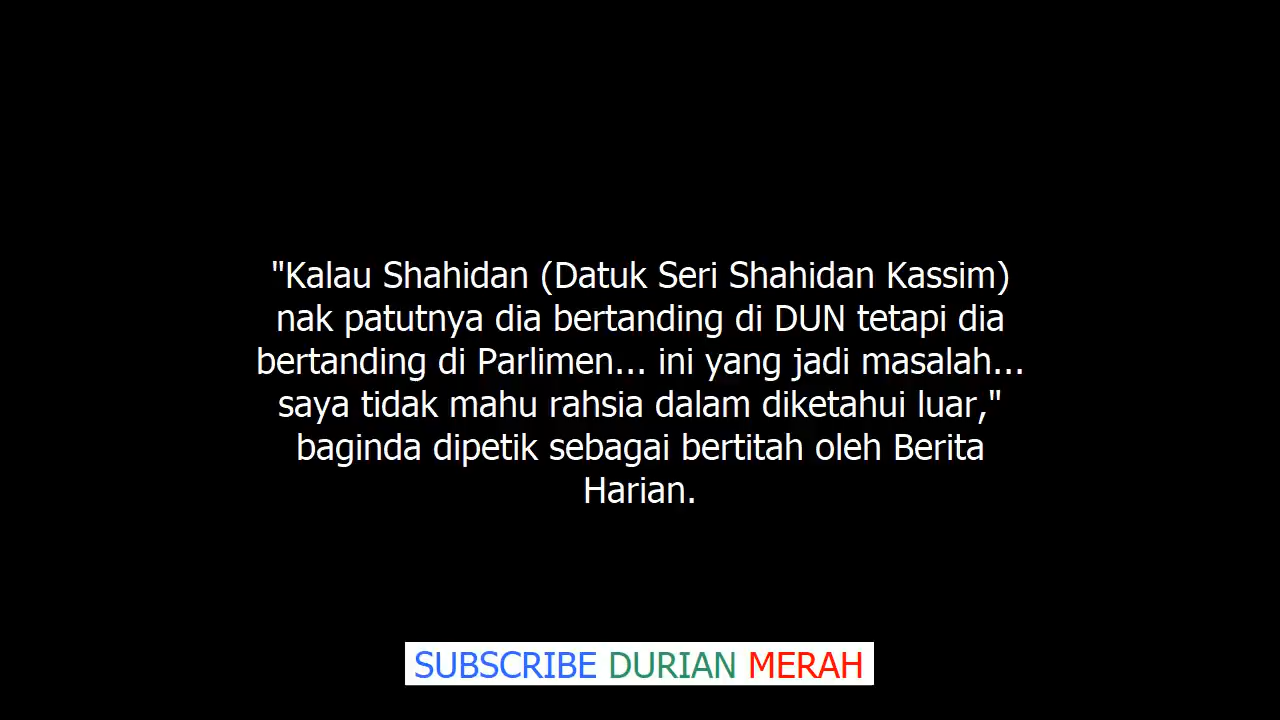 "Kalau Shahidan (Datuk Seri Shahidan Kassim)
nak patutnya dia bertanding di DUN tetapi dia
bertanding di Parlimen... ini yang jadi masalah...
saya tidak mahu rahsia dalam diketahui luar,"
baginda dipetik sebagai bertitah oleh Berita
Harian.
SUBSCRIBE DURIAN MERAH